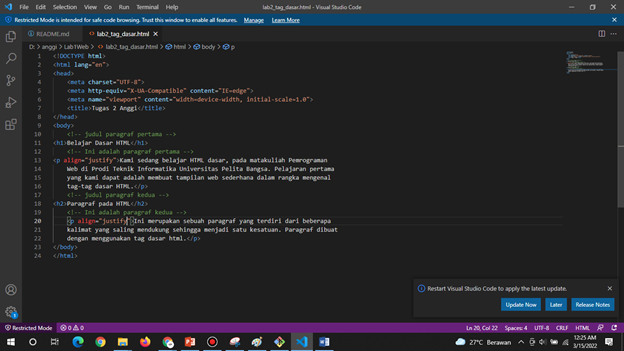 File Edit Selection View Go Run Terminal Help
lab2_tag_dasar.html - Visual Studio Code
Restricted Mode is intended for safe code browsing. Trust this window to enable all features. Manage Learn More
README.md lab2_tag_dasar.html
D: > anggi > Lab1Web > lab2_tag_dasar.html > html > body > p
1 <!DOCTYPE html>
2 <html lang="en">
3 <head>
4 <meta charset="UTF-8">
5 <meta http-equiv="X-UA-Compatible" content="IE=edge">
6 <meta name="viewport" content="width=device-width, initial-scale=1.0">
7 <title>Tugas 2 Anggi</title>
8 </head>
9 <body>
10 <!-- judul paragraf pertama -->
11 <h1>Belajar Dasar HTML</h1>
12 <!-- Ini adalah paragraf pertama -->
13 <p align="justify">Kami sedang belajar HTML dasar, pada matakuliah Pemrograman
14 Web di Prodi Teknik Informatika Universitas Pelita Bangsa. Pelajaran pertama
15 yang kami dapat adalah membuat tampilan web sederhana dalam rangka mengenal
16 tag-tag dasar HTML.</p>
17 <!-- judul paragraf kedua -->
18 <h2>Paragraf pada HTML</h2>
19 <!-- Ini adalah paragraf kedua -->
20 <p align="justify">Ini merupakan sebuah paragraf yang terdiri dari beberapa
21 kalimat yang saling mendukung sehingga menjadi satu kesatuan. Paragraf dibuat
22 dengan menggunakan tag dasar html.</p>
23 </body>
24 </html>
Restart Visual Studio Code to apply the latest update.
Update Now Later Release Notes
Restricted Mode 0 0 Ln 20, Col 22 Spaces: 4 UTF-8 CRLF HTML
27°C Berawan 12:25 AM
3/15/2022